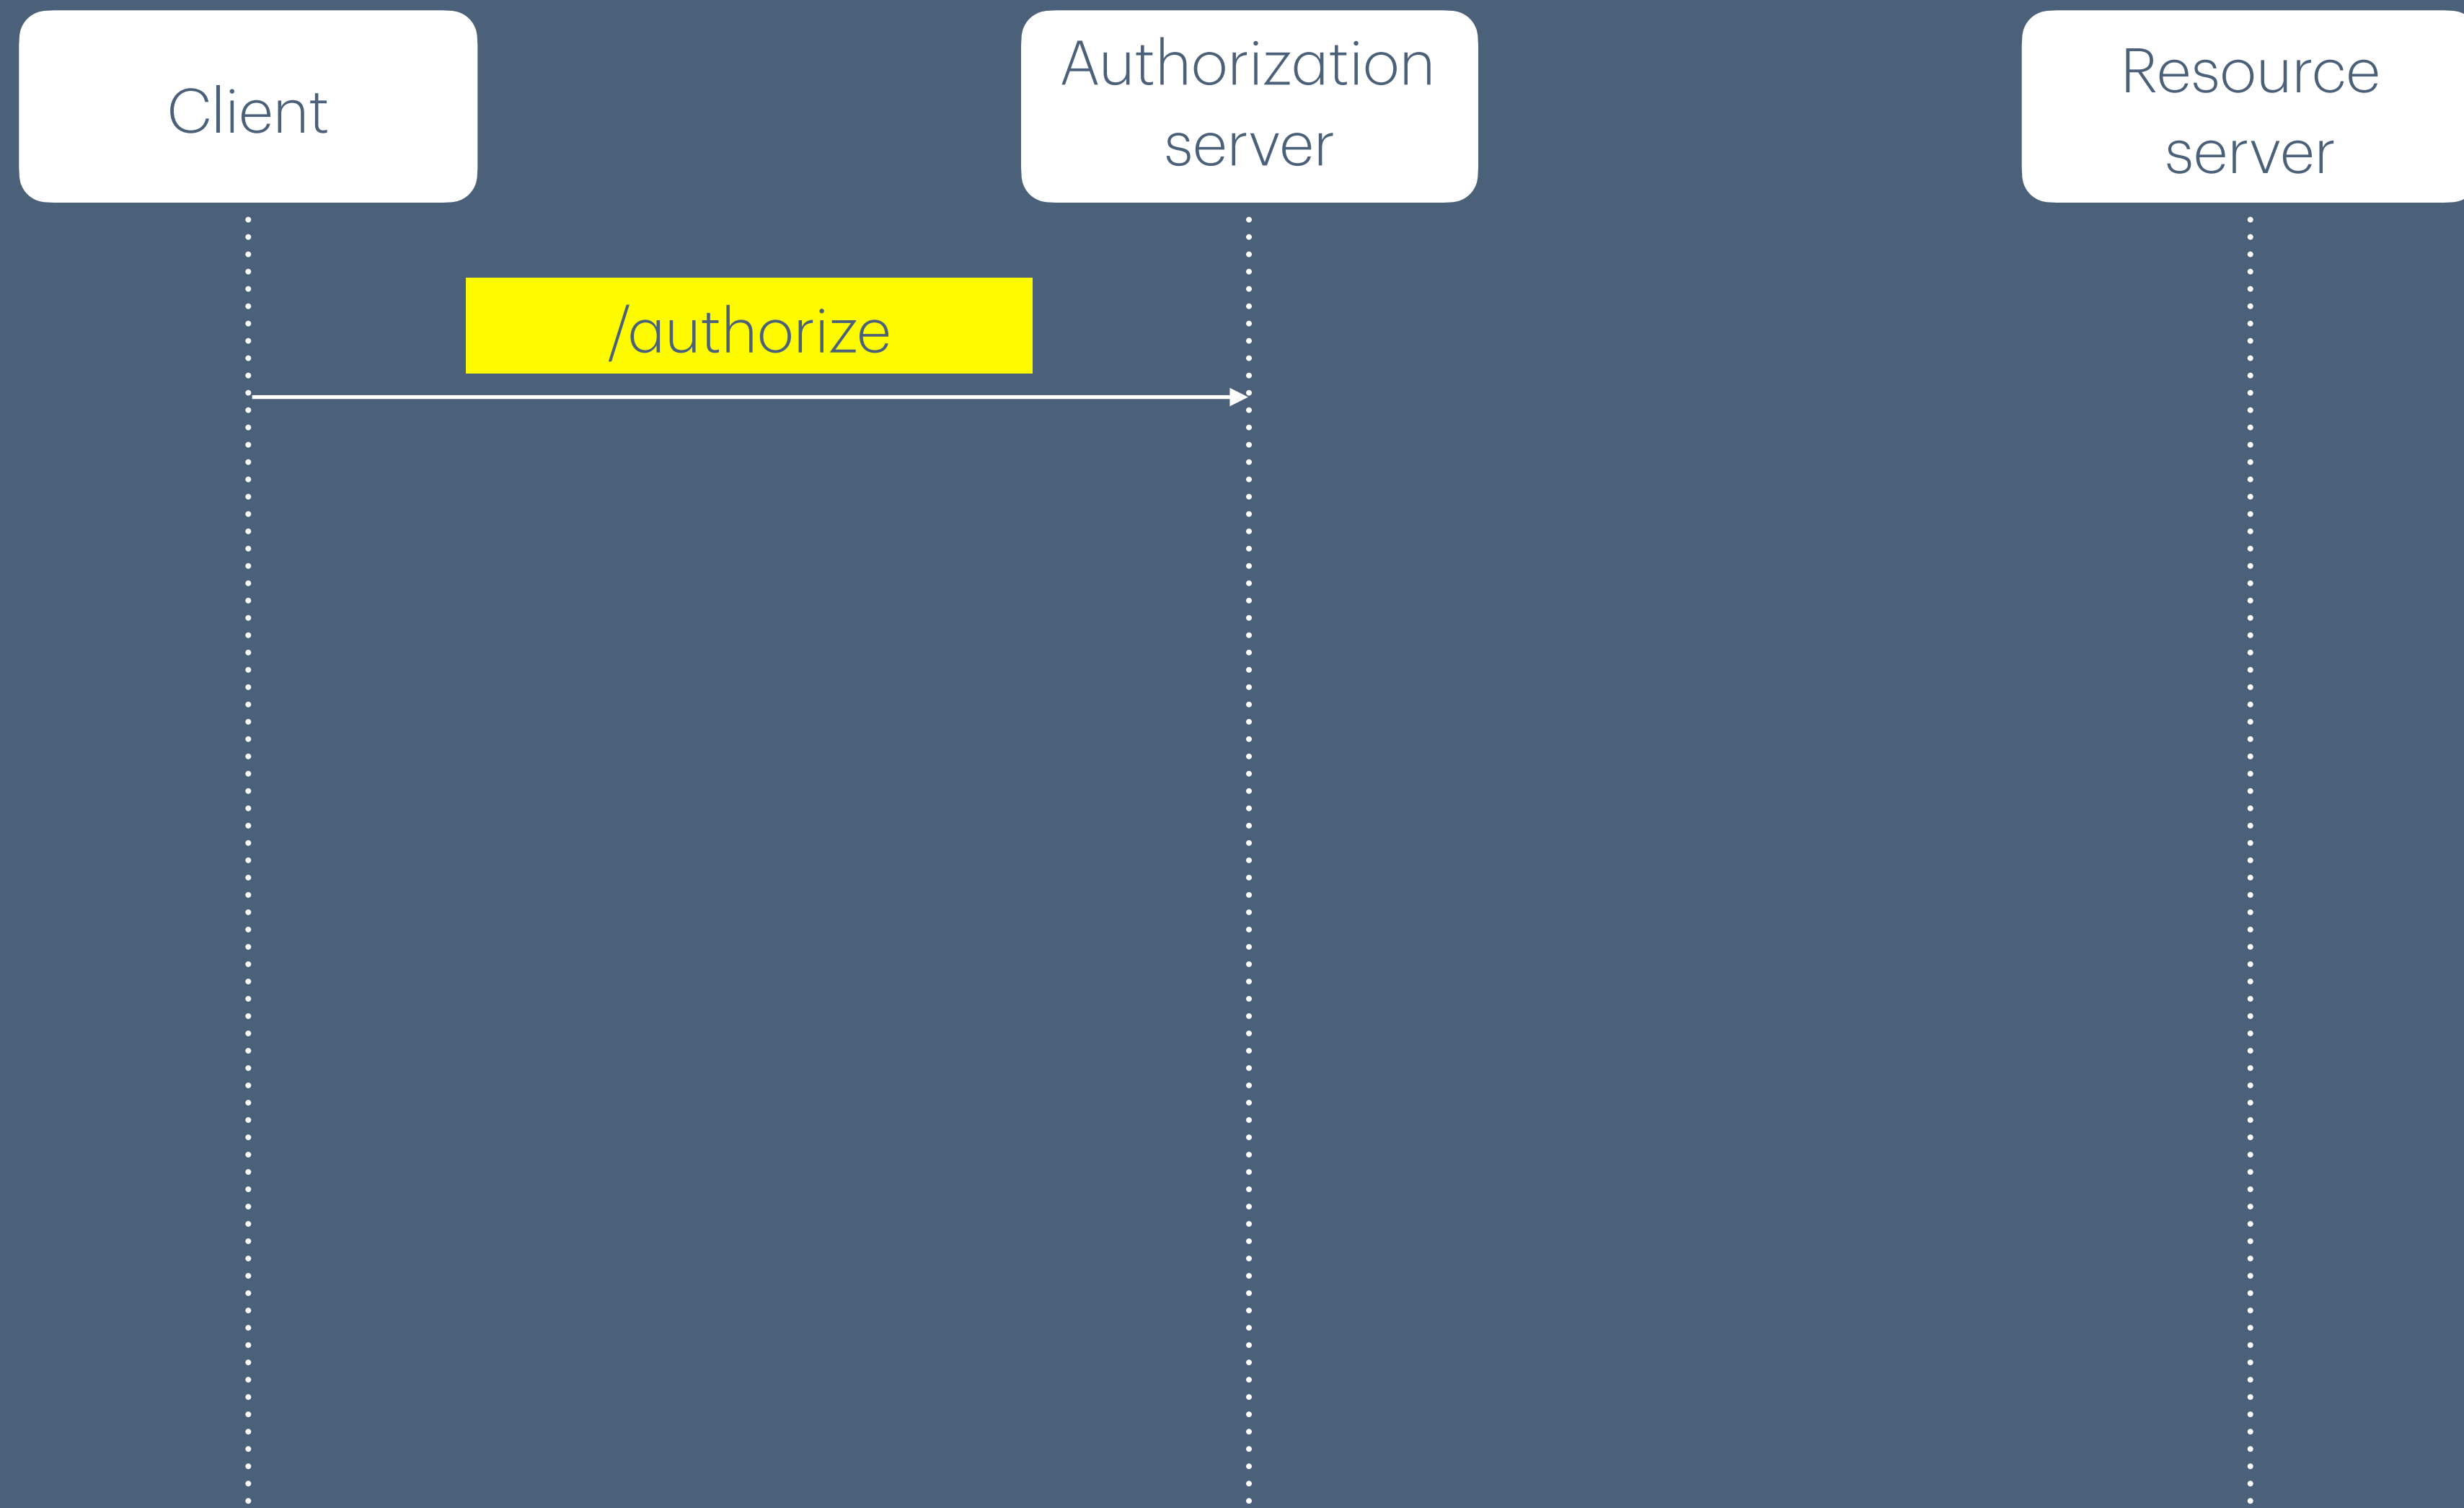 Client
Authorization
server
Resource
server
/authorize